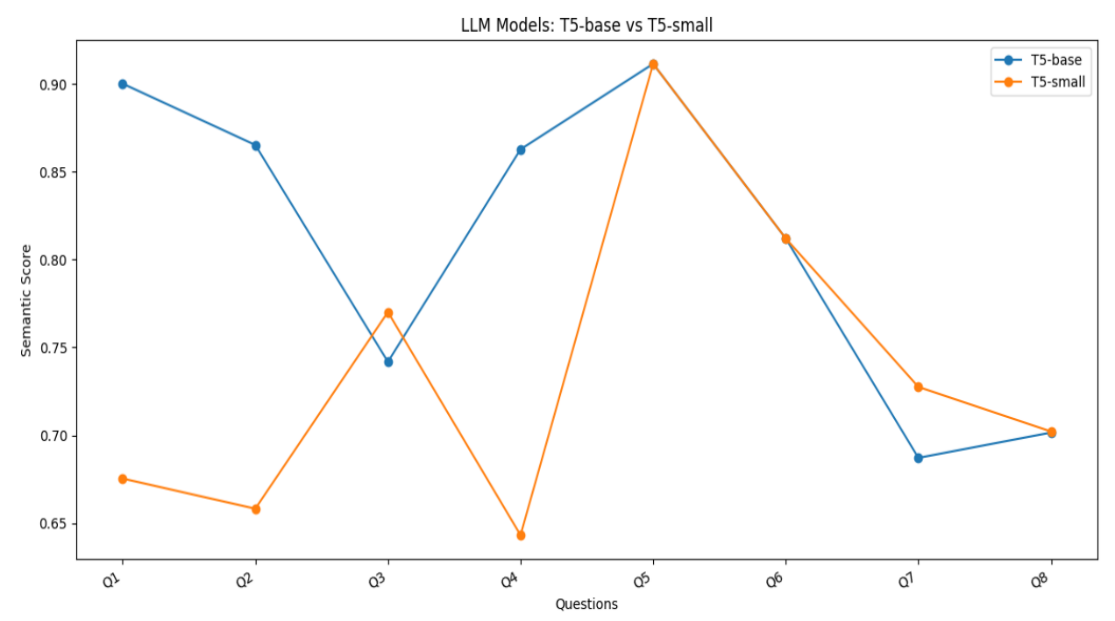 LLM Models: T5-base vs T5-small
T5-base
T5-small
Semantic Score
0.90
0.85
0.80
0.75
0.70
0.65
Q1 Q2 Q3 Q4 Q5 Q6 Q7 Q8
Questions